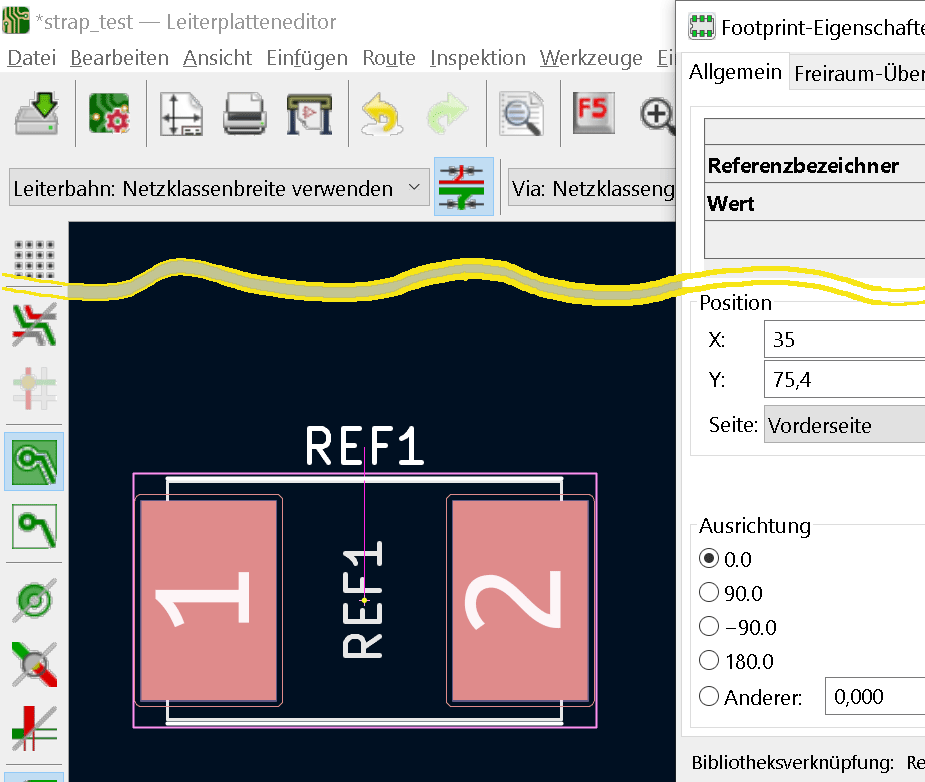 *strap_test — Leiterplatteneditor
Datei Bearbeiten Ansicht Einfügen Route Inspektion Werkzeuge
F5
Leiterbahn: Netzklassenbreite verwenden
Via: Netzklasseng
REF1
1
REF1
2
Footprint-Eigenschafte
Allgemein Freiraum-Über
Referenzbezeichner
Wert
Position
X: 35
Y: 75,4
Seite: Vorderseite
Ausrichtung
0.0
90.0
−90.0
180.0
Anderer: 0,000
Bibliotheksverknüpfung: Re